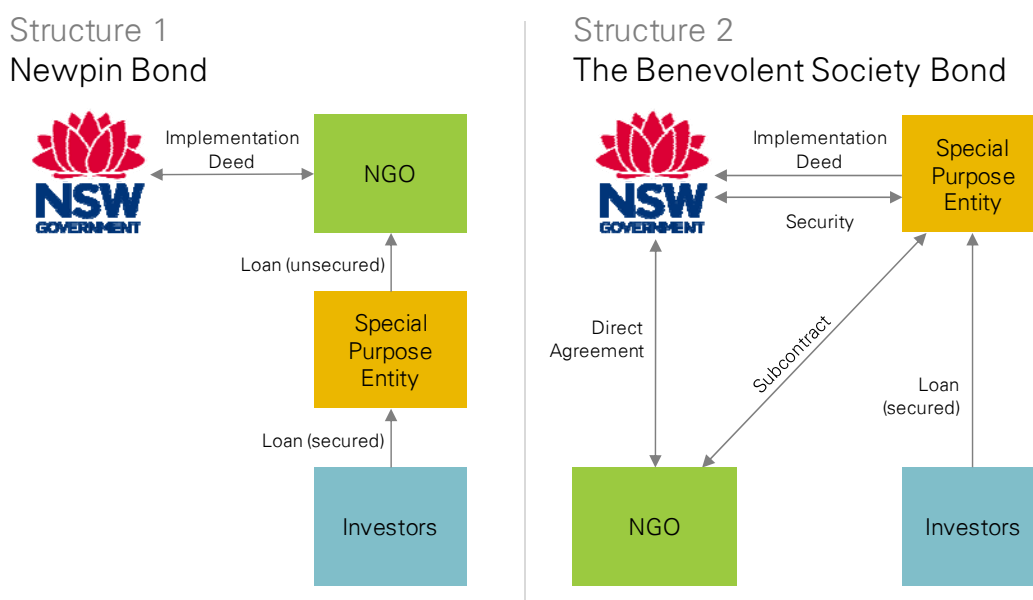 Structure 1
Newpin Bond
NSW
GOVERNMENT
Implementation
Deed
NGO
Loan (unsecured)
Special
Purpose
Entity
Loan (secured)
Investors
Structure 2
The Benevolent Society Bond
NSW
GOVERNMENT
Implementation
Deed
Security
Special
Purpose
Entity
Direct
Agreement
Subcontract
Loan
(secured)
NGO
Investors